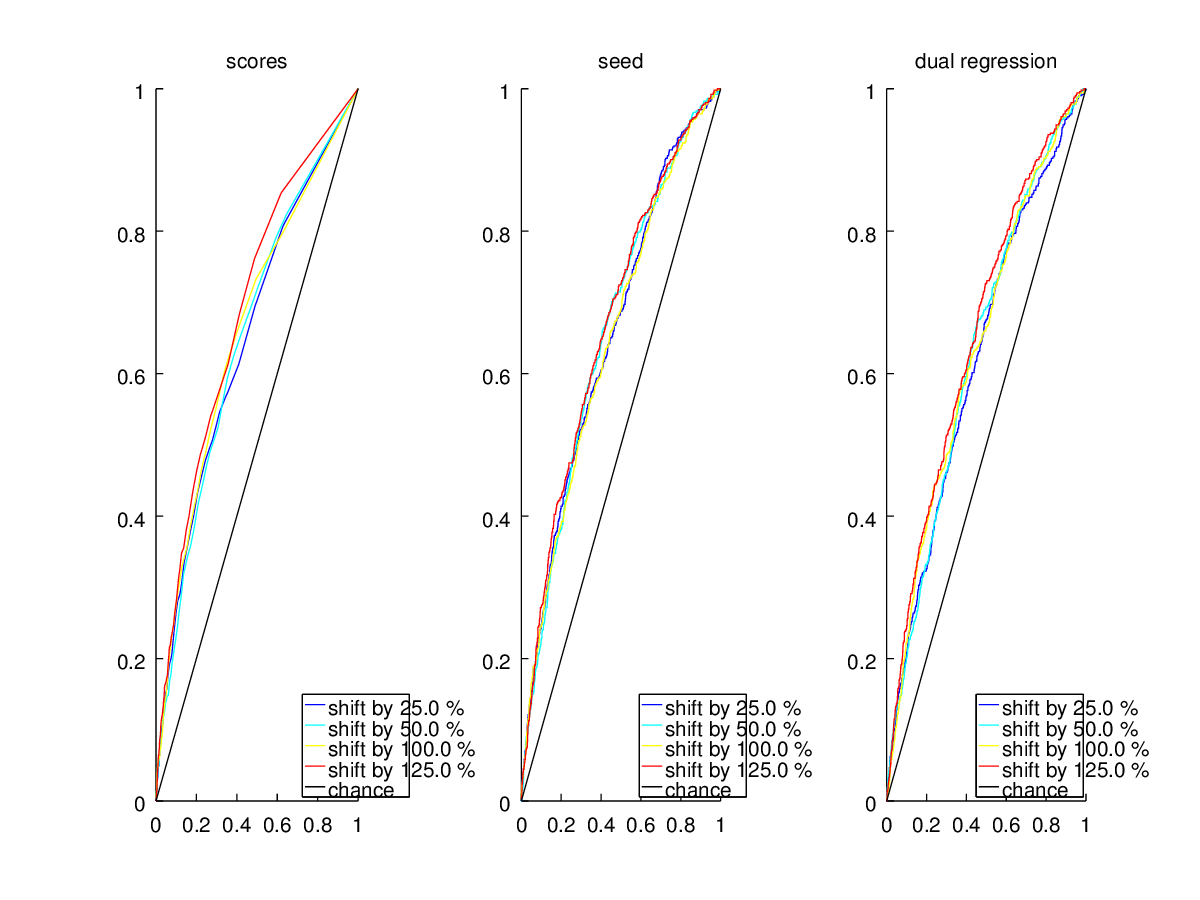 scores
1
0.8
0.6
0.4
0.2
0
0 0.2 0.4 0.6 0.8 1
shift by 25.0 %
shift by 50.0 %
shift by 100.0 %
shift by 125.0 %
chance
seed
1
0.8
0.6
0.4
0.2
0
0 0.2 0.4 0.6 0.8 1
shift by 25.0 %
shift by 50.0 %
shift by 100.0 %
shift by 125.0 %
chance
dual regression
1
0.8
0.6
0.4
0.2
0
0 0.2 0.4 0.6 0.8 1
shift by 25.0 %
shift by 50.0 %
shift by 100.0 %
shift by 125.0 %
chance